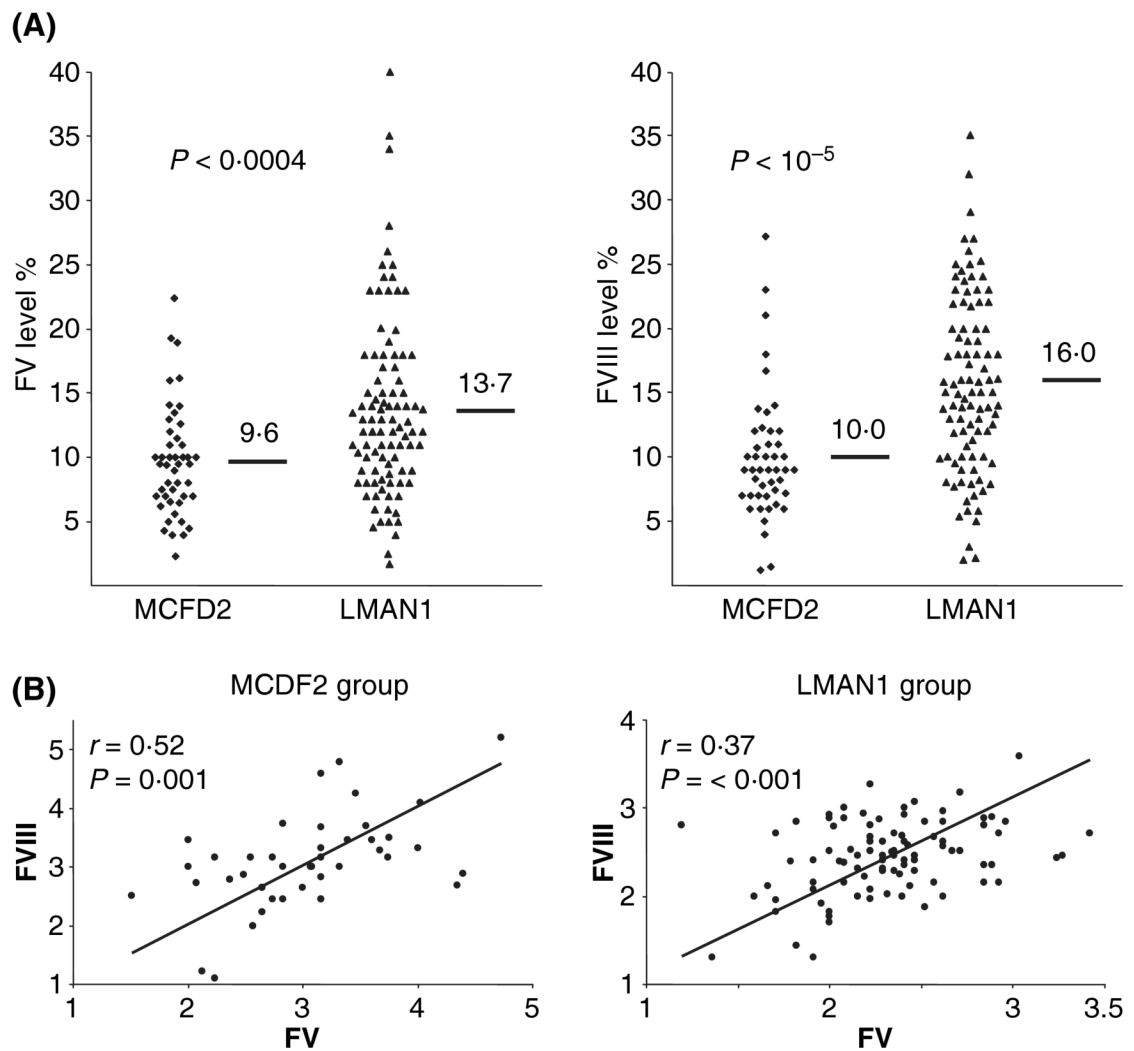 (A)
40
35
30
25
20
15
10
5
FV level %
P < 0·0004
9·6
13·7
MCFD2
LMAN1
40
35
30
25
20
15
10
5
FVIII level %
P < 10⁻⁵
10·0
16·0
MCFD2
LMAN1
(B)
MCDF2 group
r = 0·52
P = 0·001
5
4
3
2
1
FVIII
1
2
3
4
5
FV
LMAN1 group
r = 0·37
P = < 0·001
4
3
2
1
FVIII
1
2
3
3.5
FV